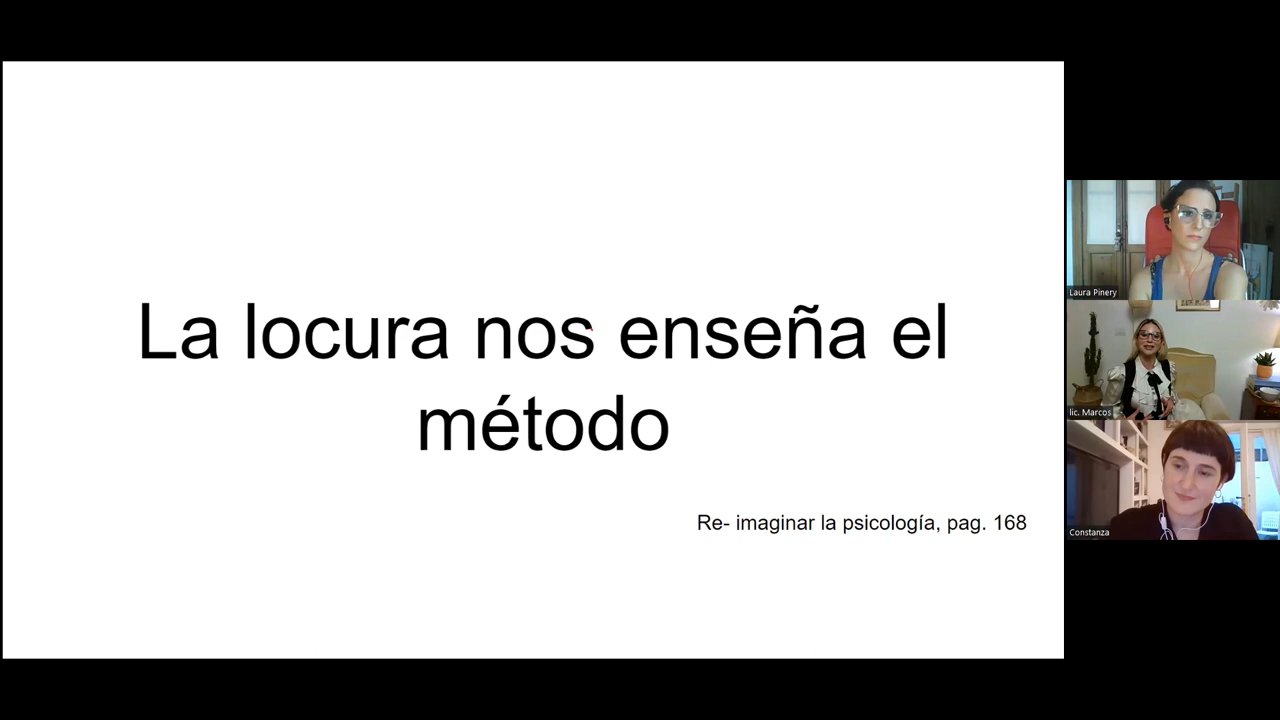 La locura nos enseña el
método
Re- imaginar la psicología, pag. 168
Laura Pinery
lic. Marcos
Constanza